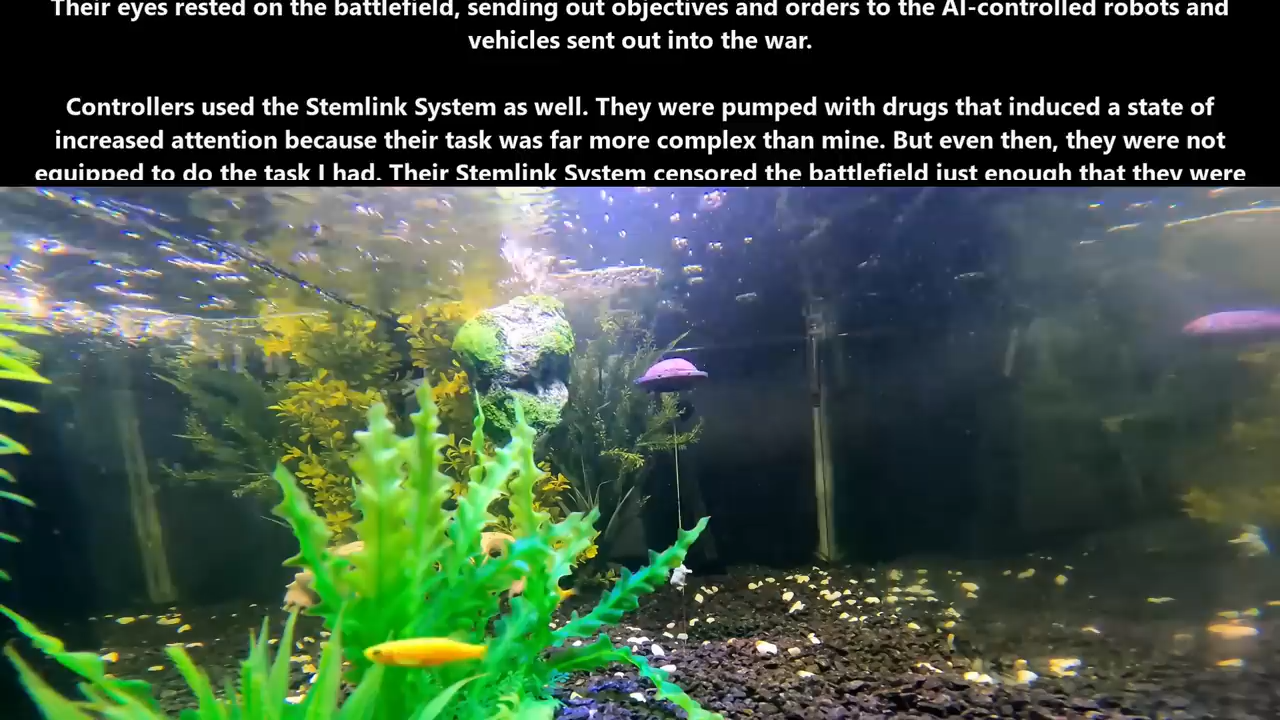 Their eyes rested on the battlefield, sending out objectives and orders to the AI-controlled robots and
vehicles sent out into the war.
Controllers used the Stemlink System as well. They were pumped with drugs that induced a state of
increased attention because their task was far more complex than mine. But even then, they were not
equipped to do the task I had. Their Stemlink System censored the battlefield just enough that they were